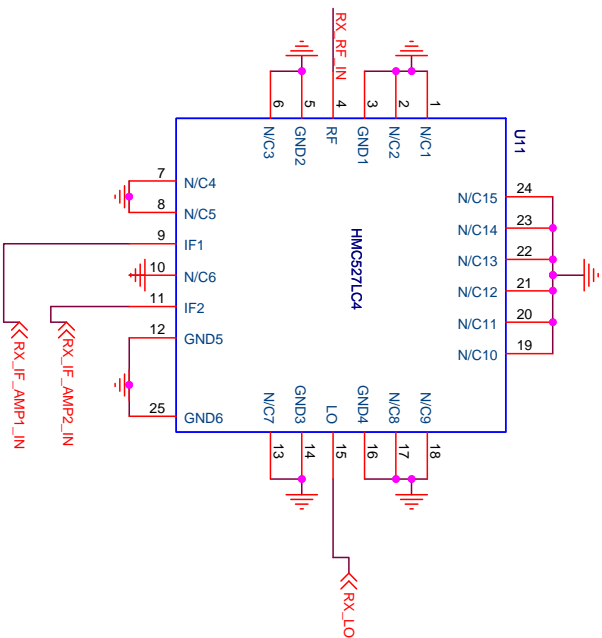 RX_RF_IN
6
5
4
3
2
1
N/C3
GND2
RF
GND1
N/C2
N/C1
U11
7
N/C4
8
N/C5
9
IF1
10
N/C6
11
IF2
12
GND5
25
GND6
HMC527LC4
24
N/C15
23
N/C14
22
N/C13
21
N/C12
20
N/C11
19
N/C10
N/C7
GND3
LO
GND4
N/C8
N/C9
13
14
15
16
17
18
RX_IF_AMP1_IN
RX_IF_AMP2_IN
RX_LO